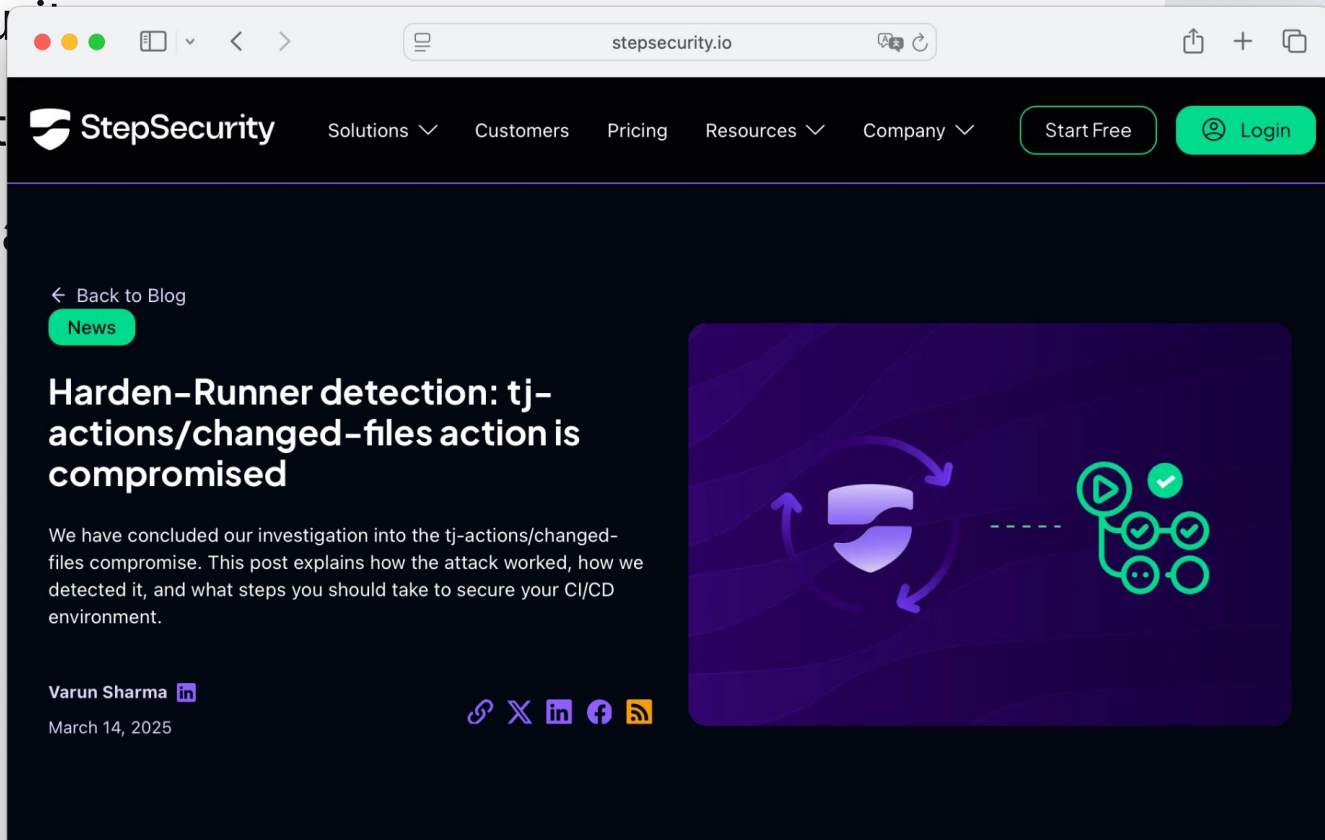 stepsecurity.io
StepSecurity
Solutions
Customers
Pricing
Resources
Company
Start Free
Login
← Back to Blog
News
Harden-Runner detection: tj-
actions/changed-files action is
compromised
We have concluded our investigation into the tj-actions/changed-
files compromise. This post explains how the attack worked, how we
detected it, and what steps you should take to secure your CI/CD
environment.
Varun Sharma in
March 14, 2025